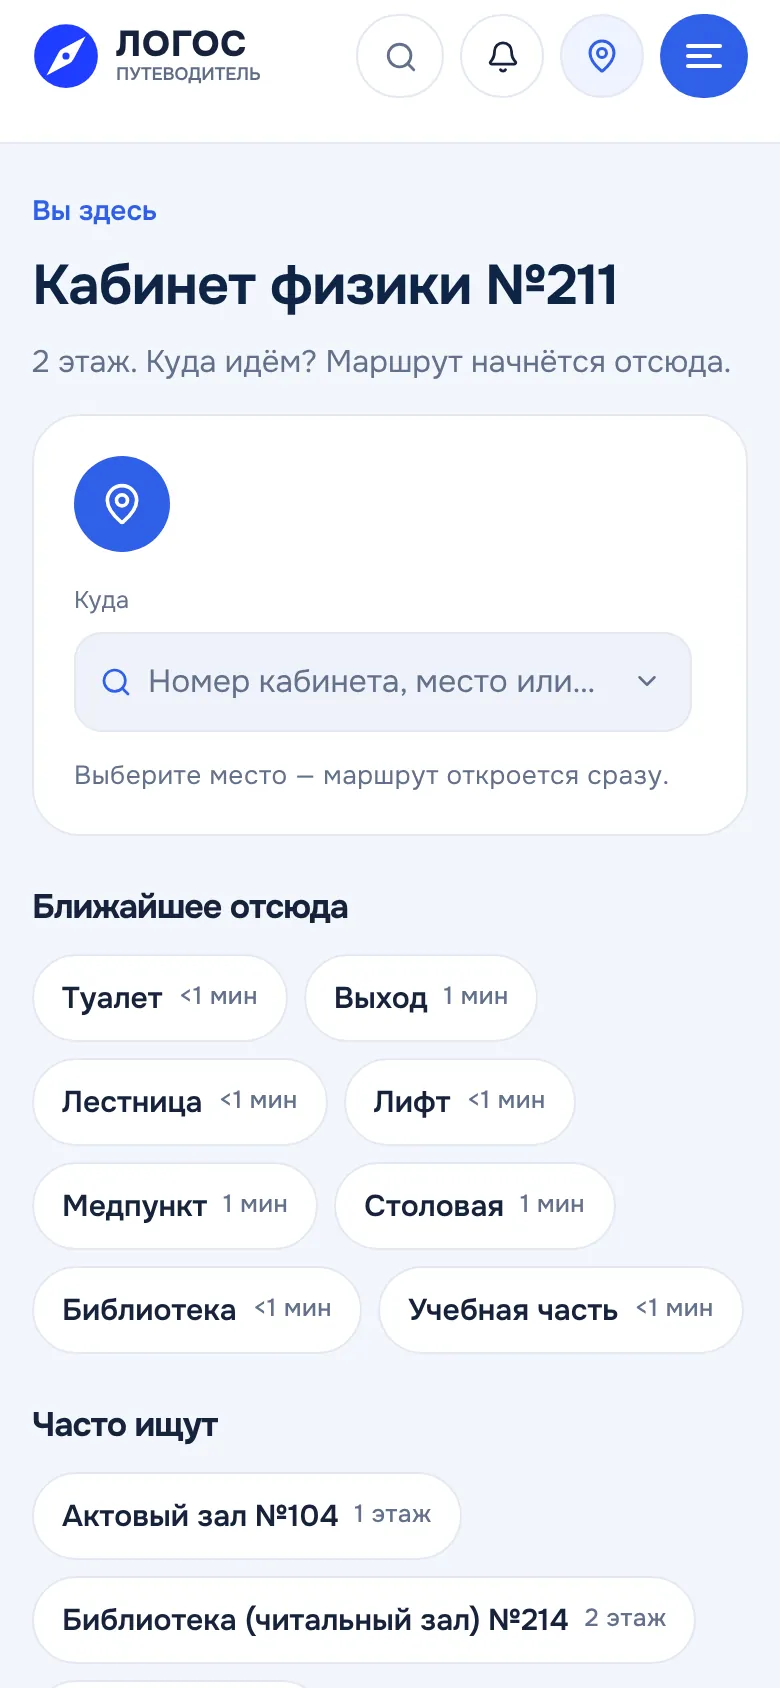 ЛОГОС
ПУТЕВОДИТЕЛЬ
Вы здесь
Кабинет физики №211
2 этаж. Куда идём? Маршрут начнётся отсюда.
Куда
Номер кабинета, место или...
Выберите место — маршрут откроется сразу.
Ближайшее отсюда
Туалет <1 мин
Выход 1 мин
Лестница <1 мин
Лифт <1 мин
Медпункт 1 мин
Столовая 1 мин
Библиотека <1 мин
Учебная часть <1 мин
Часто ищут
Актовый зал №104 1 этаж
Библиотека (читальный зал) №214 2 этаж